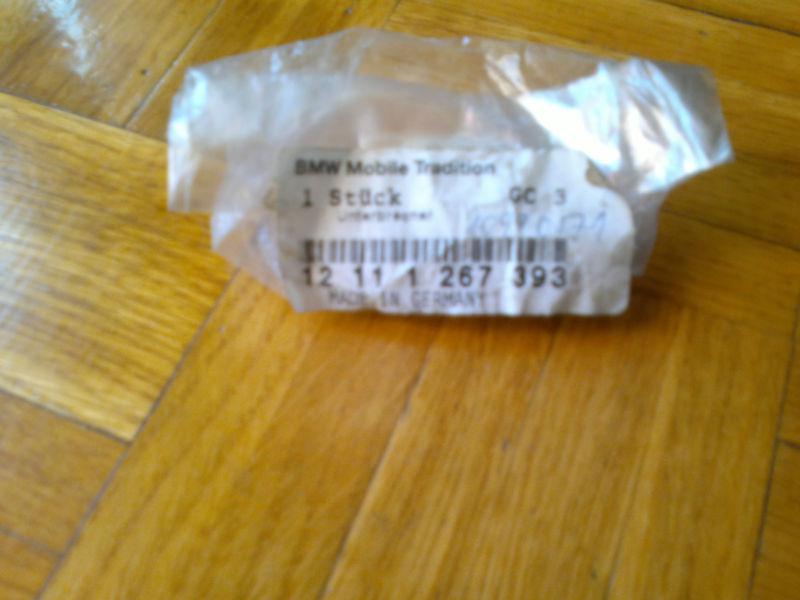 BMW Mobile Tradition
1 Stück GC 3
Unterbrecher
12 11 1 267 393
MADE IN GERMANY